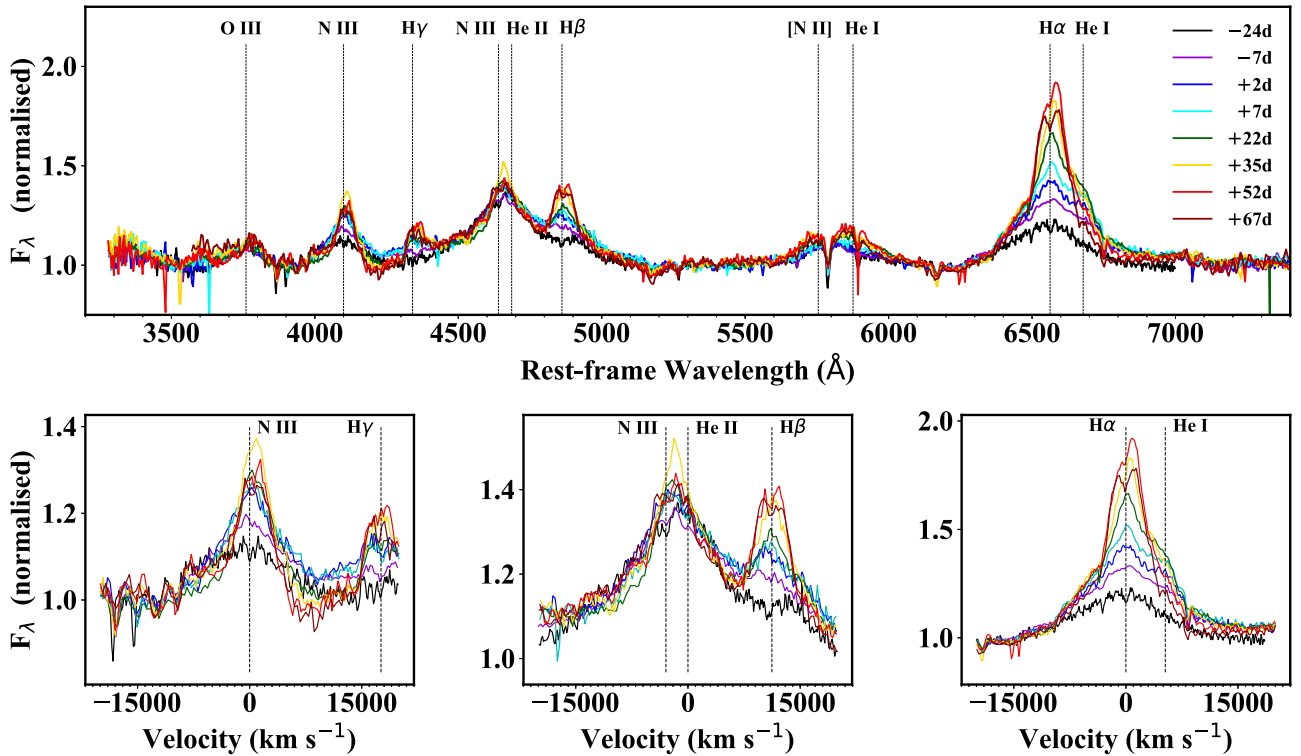 O III N III Hγ N III He II Hβ [N II] He I Hα He I
−24d
−7d
+2d
+7d
+22d
+35d
+52d
+67d
2.0
1.5
1.0
F_λ (normalised)
3500 4000 4500 5000 5500 6000 6500 7000
Rest-frame Wavelength (Å)
N III Hγ
1.4
1.2
1.0
F_λ (normalised)
−15000 0 15000
Velocity (km s⁻¹)
N III He II Hβ
1.4
1.2
1.0
−15000 0 15000
Velocity (km s⁻¹)
Hα He I
2.0
1.5
1.0
−15000 0 15000
Velocity (km s⁻¹)